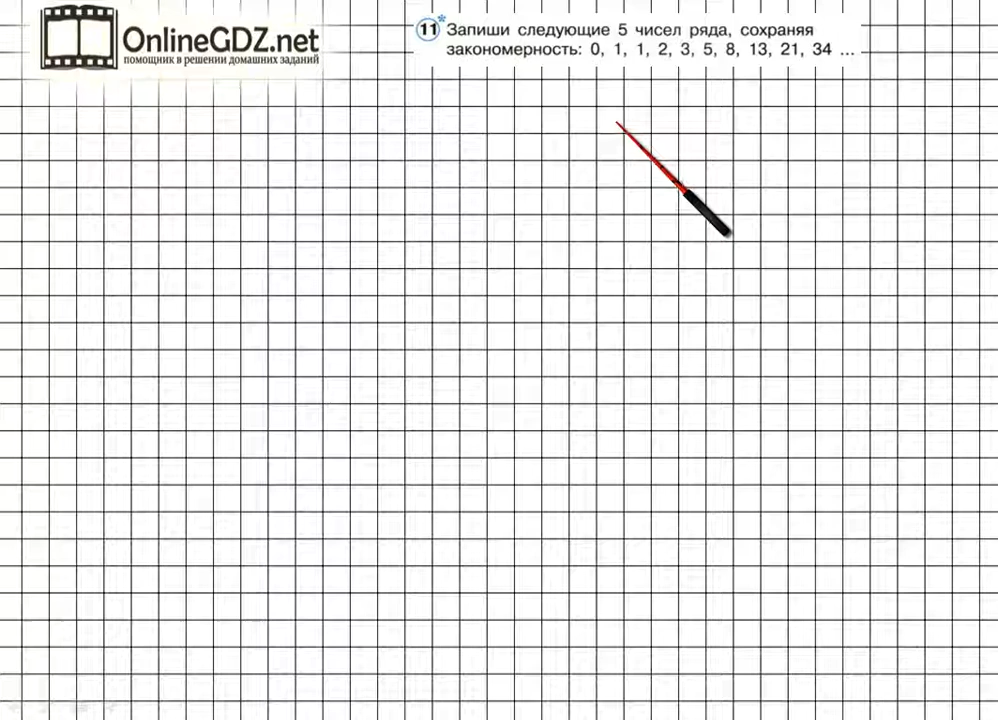 OnlineGDZ.net
помощник в решении домашних заданий
11* Запиши следующие 5 чисел ряда, сохраняя
закономерность: 0, 1, 1, 2, 3, 5, 8, 13, 21, 34 ...